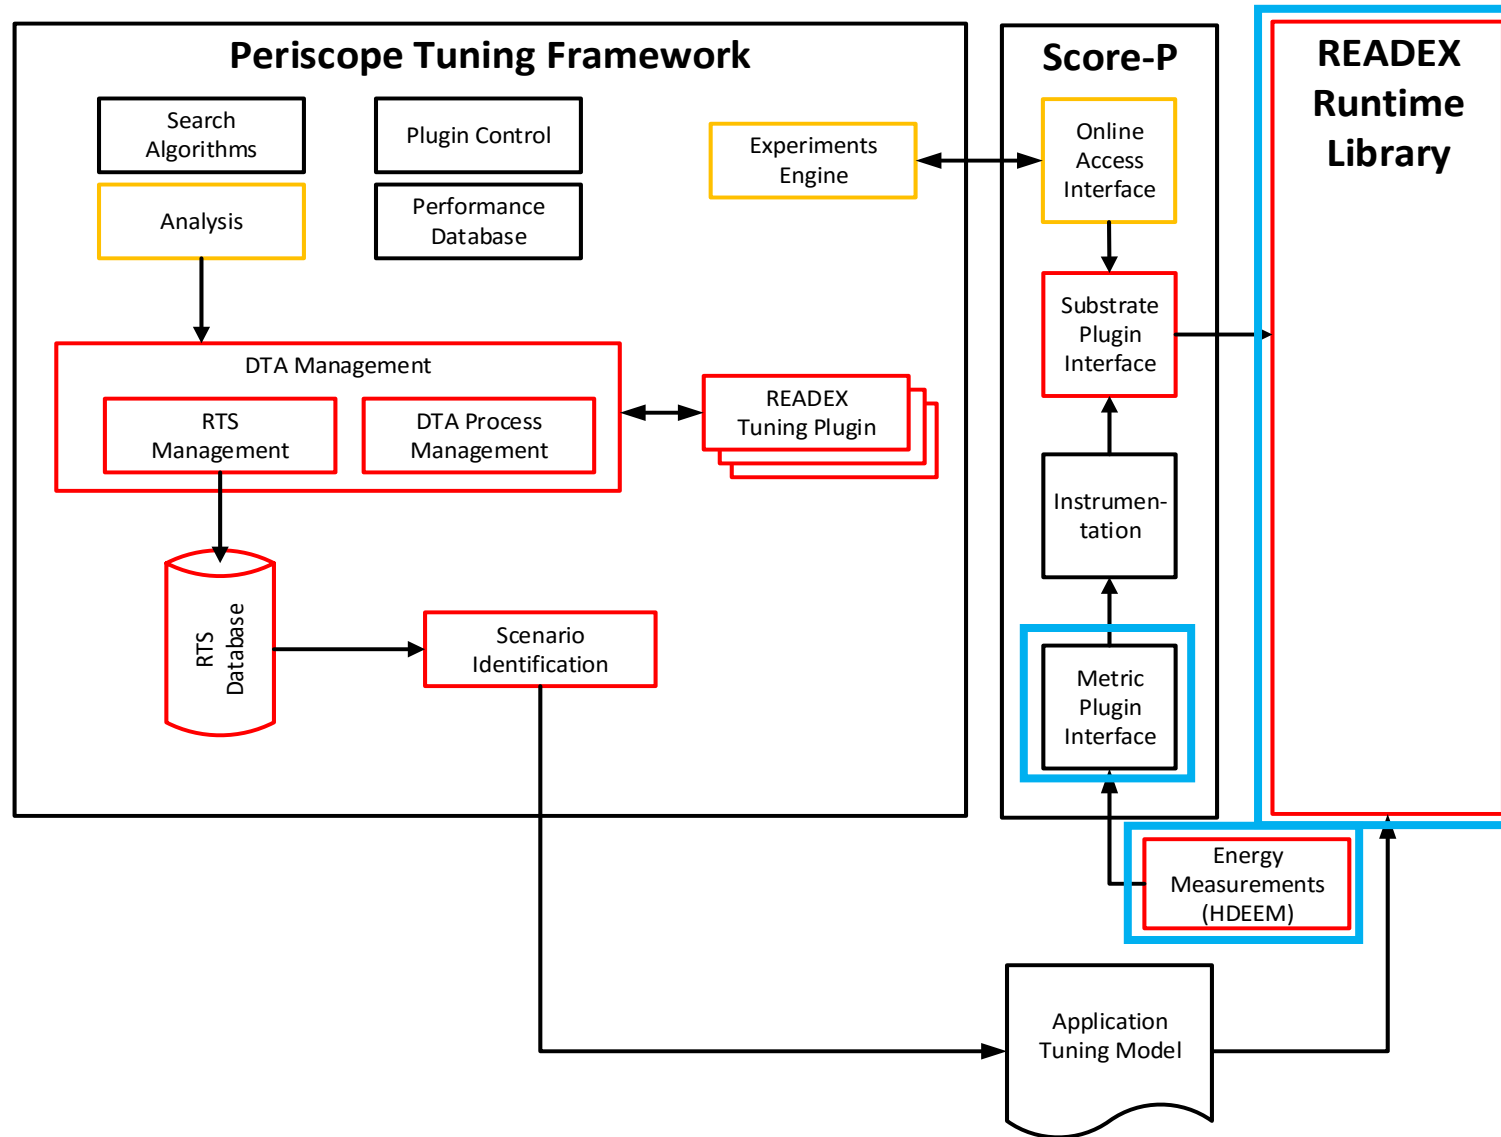 Periscope Tuning Framework
Search
Algorithms
Plugin Control
Analysis
Performance
Database
Experiments
Engine
DTA Management
RTS
Management
DTA Process
Management
READEX
Tuning Plugin
RTS
Database
Scenario
Identification
Score-P
Online
Access
Interface
Substrate
Plugin
Interface
Instrumen-
tation
Metric
Plugin
Interface
READEX
Runtime
Library
Energy
Measurements
(HDEEM)
Application
Tuning Model